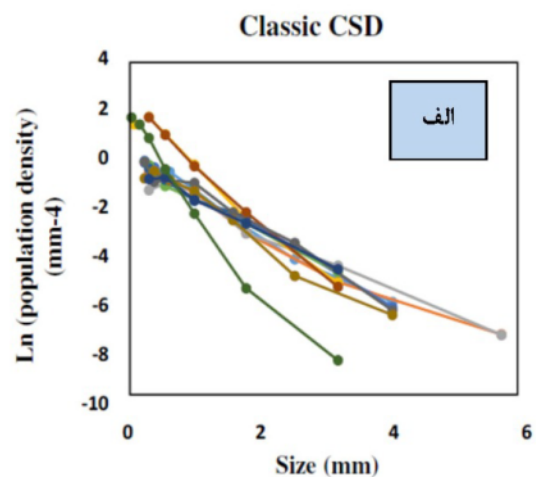 Classic CSD
الف
Ln (population density)
(mm-4)
4
2
0
-2
-4
-6
-8
-10
0 2 4 6
Size (mm)